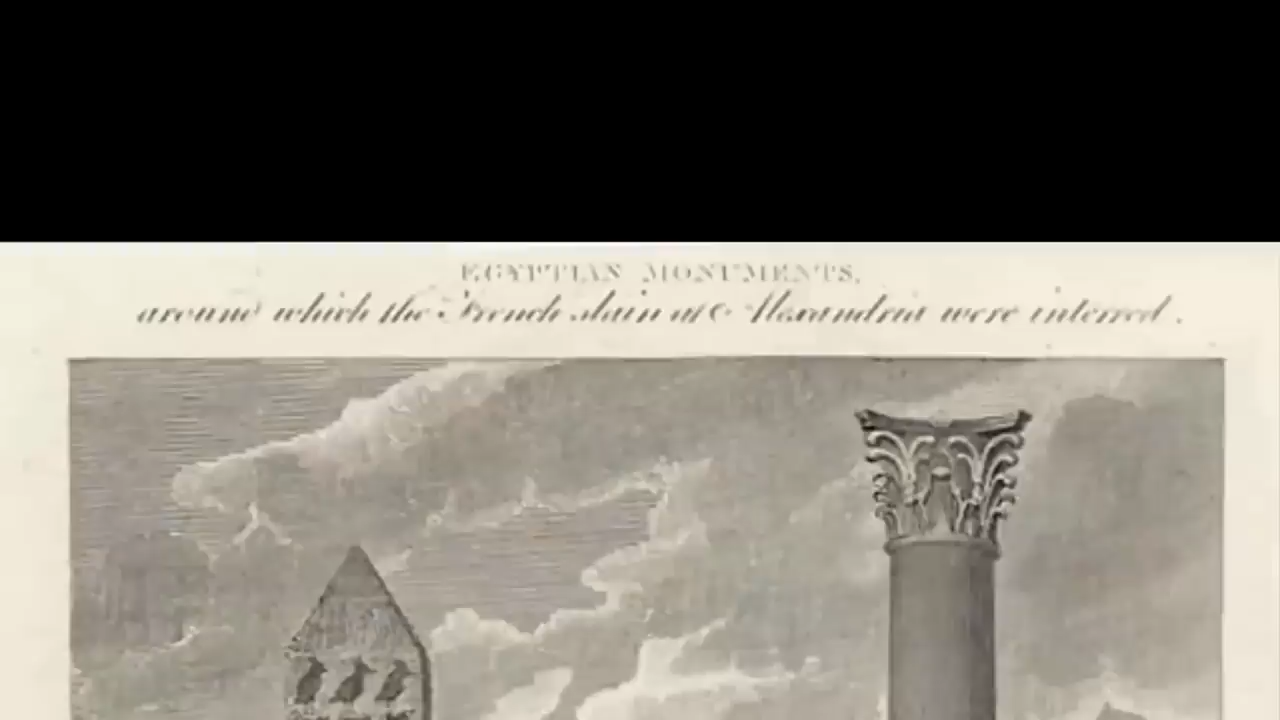 EGYPTIAN MONUMENTS,
around which the French slain at Alexandria were interred.